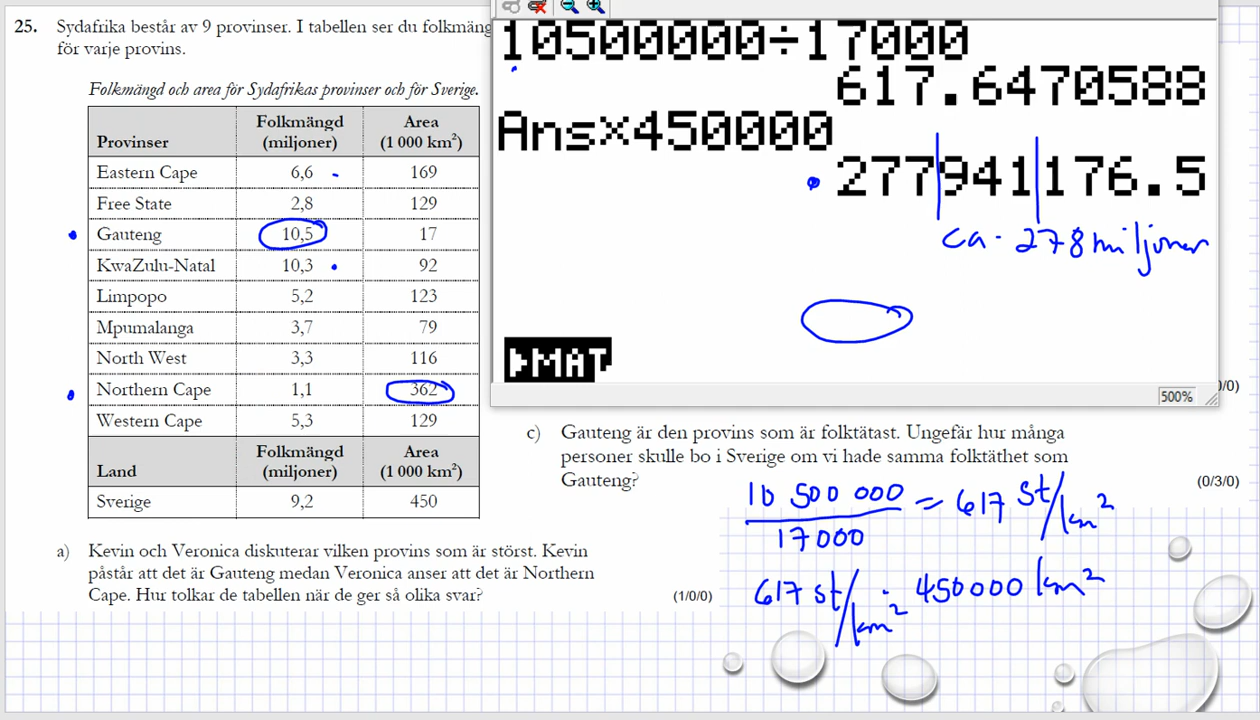 25. Sydafrika består av 9 provinser. I tabellen ser du folkmäng
för varje provins.
Folkmängd och area för Sydafrikas provinser och för Sverige.
Provinser Folkmängd (miljoner) Area (1 000 km²)
Eastern Cape 6,6 169
Free State 2,8 129
Gauteng 10,5 17
KwaZulu-Natal 10,3 92
Limpopo 5,2 123
Mpumalanga 3,7 79
North West 3,3 116
Northern Cape 1,1 362
Western Cape 5,3 129
Land Folkmängd (miljoner) Area (1 000 km²)
Sverige 9,2 450
a) Kevin och Veronica diskuterar vilken provins som är störst. Kevin
påstår att det är Gauteng medan Veronica anser att det är Northern
Cape. Hur tolkar de tabellen när de ger så olika svar? (1/0/0)
10500000÷17000
617.6470588
Ans×450000
277941176.5
ca. 278 miljoner
►MAT
/0)
500%
c) Gauteng är den provins som är folktätast. Ungefär hur många
personer skulle bo i Sverige om vi hade samma folktäthet som
Gauteng? (0/3/0)
10 500 000
17000
= 617 st/km²
617 st/km² · 450000 km²